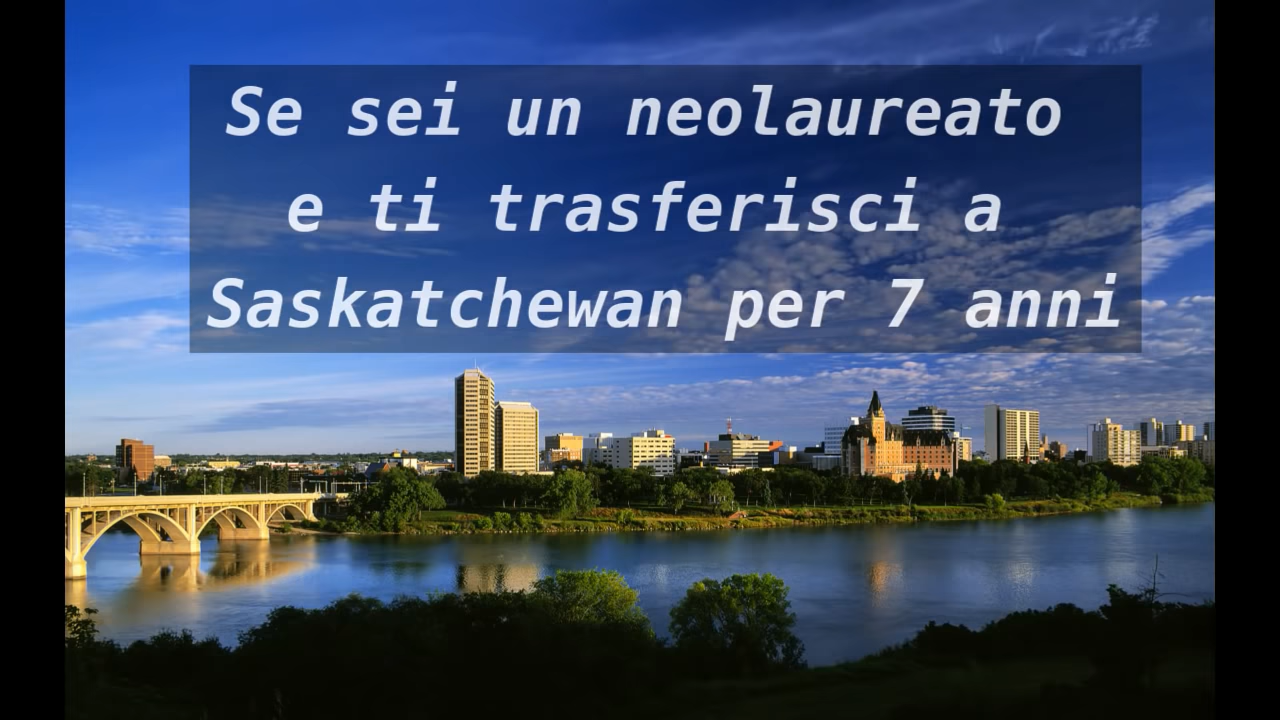 Se sei un neolaureato
e ti trasferisci a
Saskatchewan per 7 anni